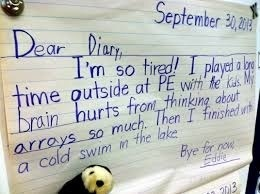 September 30, 2013
Dear Diary,
I'm so tired! I played a long
time outside at PE with the kids. My
brain hurts from thinking about
arrays so much. Then I finished with
a cold swim in the lake
Bye for now,
Eddie
2013